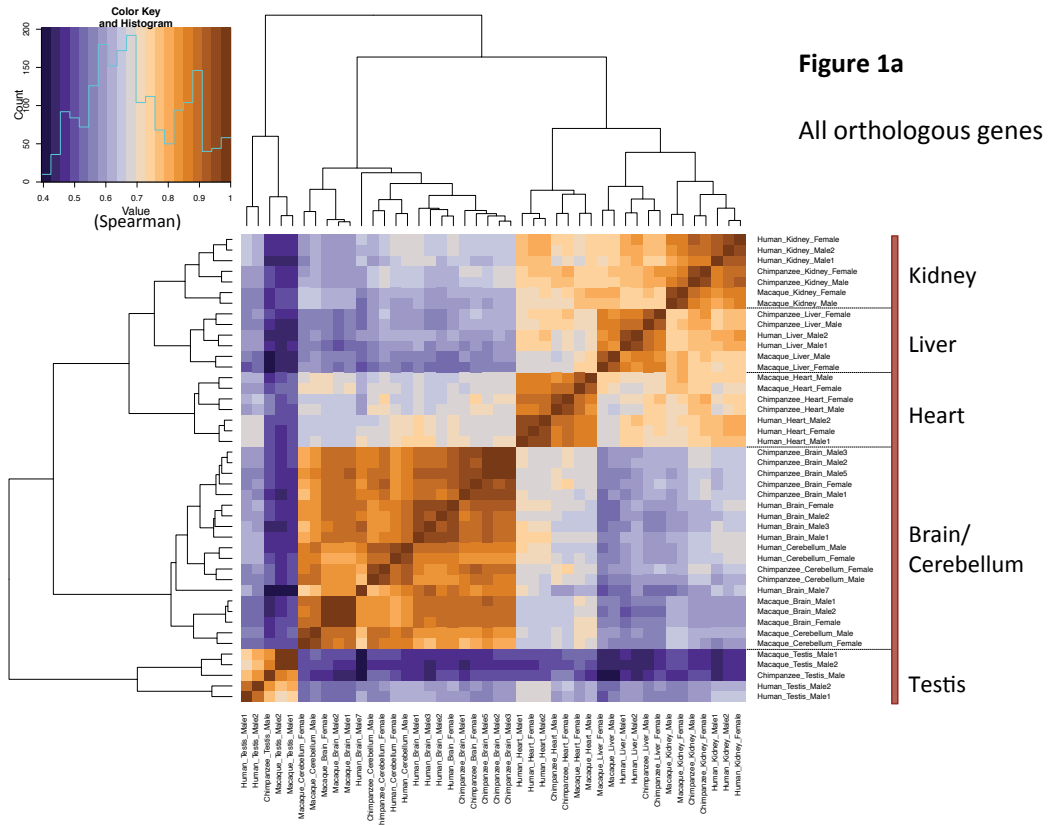 Color Key
and Histogram
Count
0
50
100
150
200
0.4
0.5
0.6
0.7
0.8
0.9
1
Value
(Spearman)
Figure 1a
All orthologous genes
Human_Kidney_Female
Human_Kidney_Male2
Human_Kidney_Male1
Chimpanzee_Kidney_Female
Chimpanzee_Kidney_Male
Macaque_Kidney_Female
Macaque_Kidney_Male
Chimpanzee_Liver_Female
Chimpanzee_Liver_Male
Human_Liver_Male2
Human_Liver_Male1
Macaque_Liver_Male
Macaque_Liver_Female
Macaque_Heart_Male
Macaque_Heart_Female
Chimpanzee_Heart_Female
Chimpanzee_Heart_Male
Human_Heart_Male2
Human_Heart_Female
Human_Heart_Male1
Chimpanzee_Brain_Male3
Chimpanzee_Brain_Male2
Chimpanzee_Brain_Male5
Chimpanzee_Brain_Female
Chimpanzee_Brain_Male1
Human_Brain_Female
Human_Brain_Male2
Human_Brain_Male3
Human_Brain_Male1
Human_Cerebellum_Male
Human_Cerebellum_Female
Chimpanzee_Cerebellum_Female
Chimpanzee_Cerebellum_Male
Human_Brain_Male7
Macaque_Brain_Male1
Macaque_Brain_Male2
Macaque_Brain_Female
Macaque_Cerebellum_Male
Macaque_Cerebellum_Female
Macaque_Testis_Male1
Macaque_Testis_Male2
Chimpanzee_Testis_Male
Human_Testis_Male2
Human_Testis_Male1
Kidney
Liver
Heart
Brain/
Cerebellum
Testis
Human_Testis_Male1
Human_Testis_Male2
Chimpanzee_Testis_Male
Macaque_Testis_Male2
Macaque_Testis_Male1
Macaque_Cerebellum_Female
Macaque_Cerebellum_Male
Macaque_Brain_Female
Macaque_Brain_Male2
Macaque_Brain_Male1
Human_Brain_Male7
Chimpanzee_Cerebellum_Male
Chimpanzee_Cerebellum_Female
Human_Cerebellum_Female
Human_Cerebellum_Male
Human_Brain_Male1
Human_Brain_Male3
Human_Brain_Male2
Human_Brain_Female
Chimpanzee_Brain_Male1
Chimpanzee_Brain_Female
Chimpanzee_Brain_Male5
Chimpanzee_Brain_Male2
Chimpanzee_Brain_Male3
Human_Heart_Male1
Human_Heart_Female
Human_Heart_Male2
Chimpanzee_Heart_Male
Chimpanzee_Heart_Female
Macaque_Heart_Female
Macaque_Heart_Male
Macaque_Liver_Female
Macaque_Liver_Male
Human_Liver_Male1
Human_Liver_Male2
Chimpanzee_Liver_Male
Chimpanzee_Liver_Female
Macaque_Kidney_Male
Macaque_Kidney_Female
Chimpanzee_Kidney_Male
Chimpanzee_Kidney_Female
Human_Kidney_Male1
Human_Kidney_Male2
Human_Kidney_Female